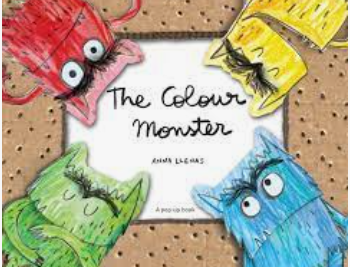 The Colour
Monster
ANNA LLENAS
A pop-up book